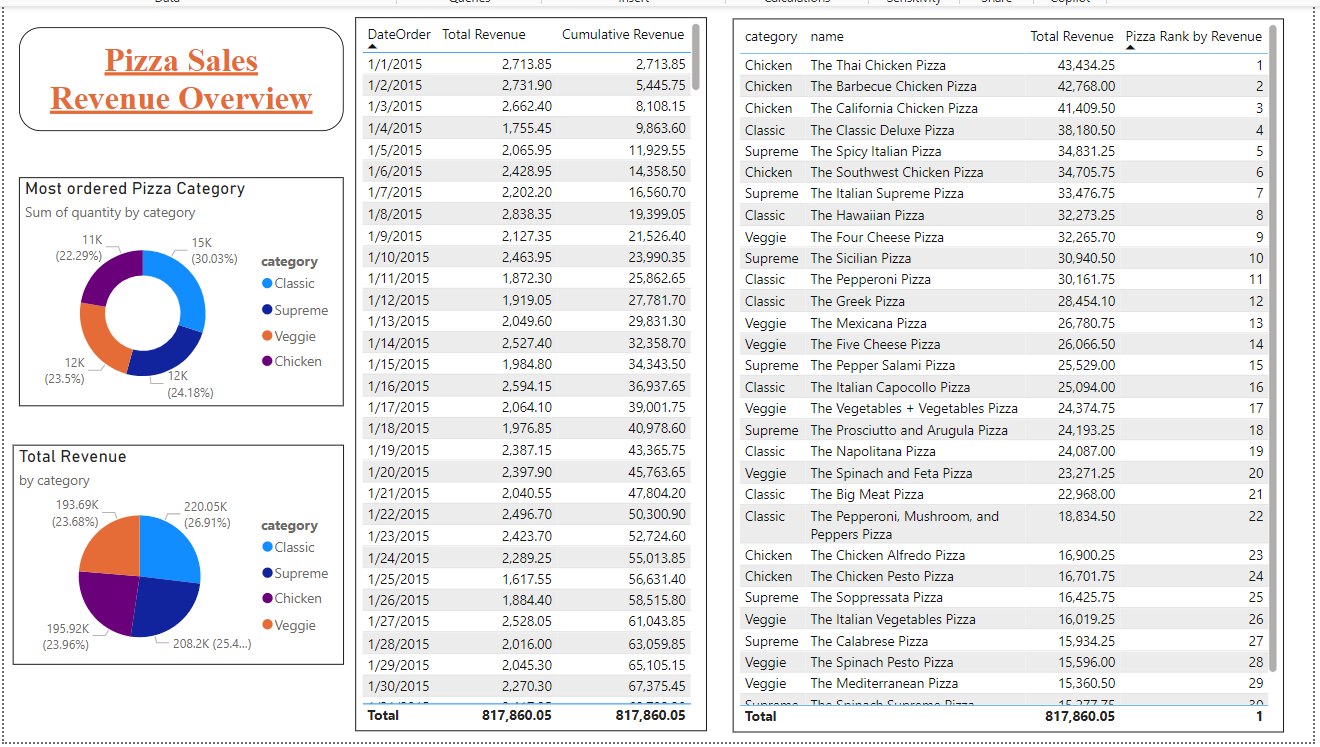 Data Queries Insert Calculations Sensitivity Share Copilot
Pizza Sales
Revenue Overview
Most ordered Pizza Category
Sum of quantity by category
11K
(22.29%)
15K
(30.03%)
12K
(23.5%)
12K
(24.18%)
category
Classic
Supreme
Veggie
Chicken
Total Revenue
by category
193.69K
(23.68%)
220.05K
(26.91%)
195.92K
(23.96%)
208.2K (25.4...)
category
Classic
Supreme
Chicken
Veggie
DateOrder Total Revenue Cumulative Revenue
1/1/2015 2,713.85 2,713.85
1/2/2015 2,731.90 5,445.75
1/3/2015 2,662.40 8,108.15
1/4/2015 1,755.45 9,863.60
1/5/2015 2,065.95 11,929.55
1/6/2015 2,428.95 14,358.50
1/7/2015 2,202.20 16,560.70
1/8/2015 2,838.35 19,399.05
1/9/2015 2,127.35 21,526.40
1/10/2015 2,463.95 23,990.35
1/11/2015 1,872.30 25,862.65
1/12/2015 1,919.05 27,781.70
1/13/2015 2,049.60 29,831.30
1/14/2015 2,527.40 32,358.70
1/15/2015 1,984.80 34,343.50
1/16/2015 2,594.15 36,937.65
1/17/2015 2,064.10 39,001.75
1/18/2015 1,976.85 40,978.60
1/19/2015 2,387.15 43,365.75
1/20/2015 2,397.90 45,763.65
1/21/2015 2,040.55 47,804.20
1/22/2015 2,496.70 50,300.90
1/23/2015 2,423.70 52,724.60
1/24/2015 2,289.25 55,013.85
1/25/2015 1,617.55 56,631.40
1/26/2015 1,884.40 58,515.80
1/27/2015 2,528.05 61,043.85
1/28/2015 2,016.00 63,059.85
1/29/2015 2,045.30 65,105.15
1/30/2015 2,270.30 67,375.45
Total 817,860.05 817,860.05
category name Total Revenue Pizza Rank by Revenue
Chicken The Thai Chicken Pizza 43,434.25 1
Chicken The Barbecue Chicken Pizza 42,768.00 2
Chicken The California Chicken Pizza 41,409.50 3
Classic The Classic Deluxe Pizza 38,180.50 4
Supreme The Spicy Italian Pizza 34,831.25 5
Chicken The Southwest Chicken Pizza 34,705.75 6
Supreme The Italian Supreme Pizza 33,476.75 7
Classic The Hawaiian Pizza 32,273.25 8
Veggie The Four Cheese Pizza 32,265.70 9
Supreme The Sicilian Pizza 30,940.50 10
Classic The Pepperoni Pizza 30,161.75 11
Classic The Greek Pizza 28,454.10 12
Veggie The Mexicana Pizza 26,780.75 13
Veggie The Five Cheese Pizza 26,066.50 14
Supreme The Pepper Salami Pizza 25,529.00 15
Classic The Italian Capocollo Pizza 25,094.00 16
Veggie The Vegetables + Vegetables Pizza 24,374.75 17
Supreme The Prosciutto and Arugula Pizza 24,193.25 18
Classic The Napolitana Pizza 24,087.00 19
Veggie The Spinach and Feta Pizza 23,271.25 20
Classic The Big Meat Pizza 22,968.00 21
Classic The Pepperoni, Mushroom, and 18,834.50 22
Peppers Pizza
Chicken The Chicken Alfredo Pizza 16,900.25 23
Chicken The Chicken Pesto Pizza 16,701.75 24
Supreme The Soppressata Pizza 16,425.75 25
Veggie The Italian Vegetables Pizza 16,019.25 26
Supreme The Calabrese Pizza 15,934.25 27
Veggie The Spinach Pesto Pizza 15,596.00 28
Veggie The Mediterranean Pizza 15,360.50 29
Supreme The Spinach Supreme Pizza 15,277.75 30
Total 817,860.05 1